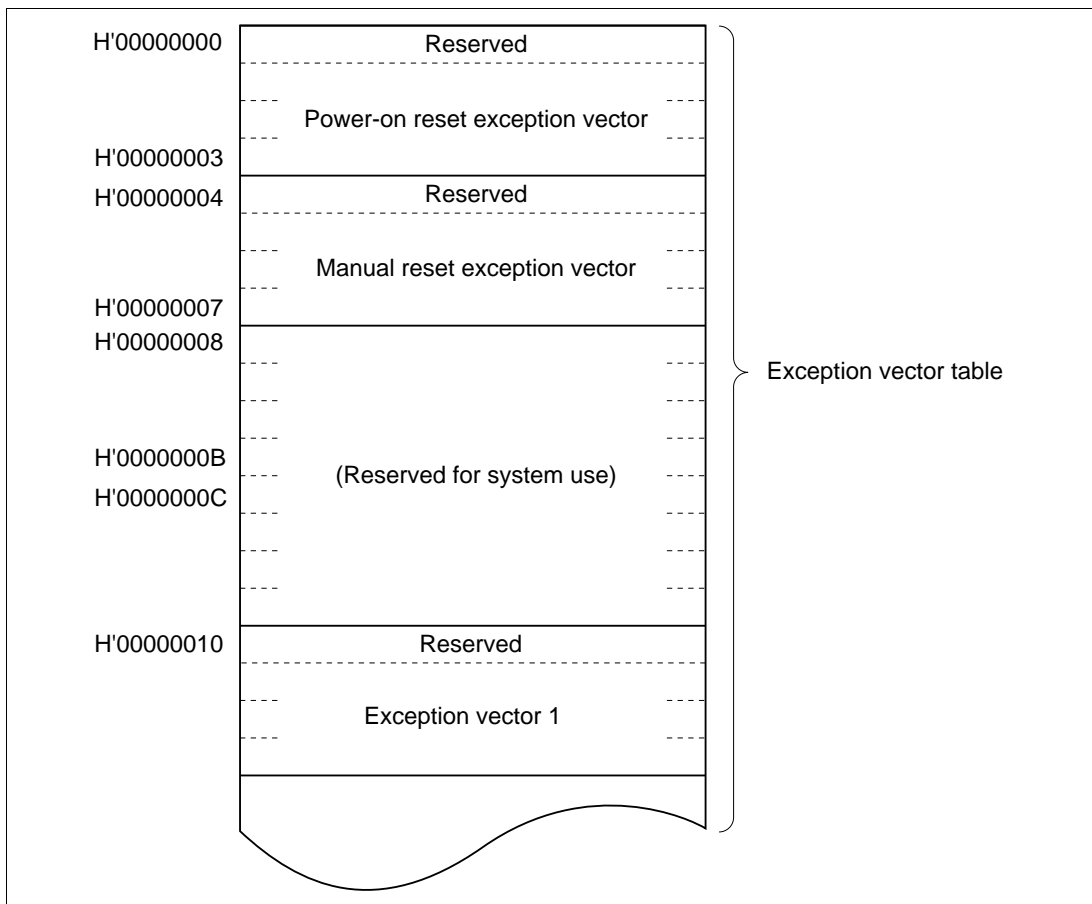 H'00000000
Reserved
Power-on reset exception vector
H'00000003
H'00000004
Reserved
Manual reset exception vector
H'00000007
H'00000008
Exception vector table
H'0000000B
(Reserved for system use)
H'0000000C
H'00000010
Reserved
Exception vector 1